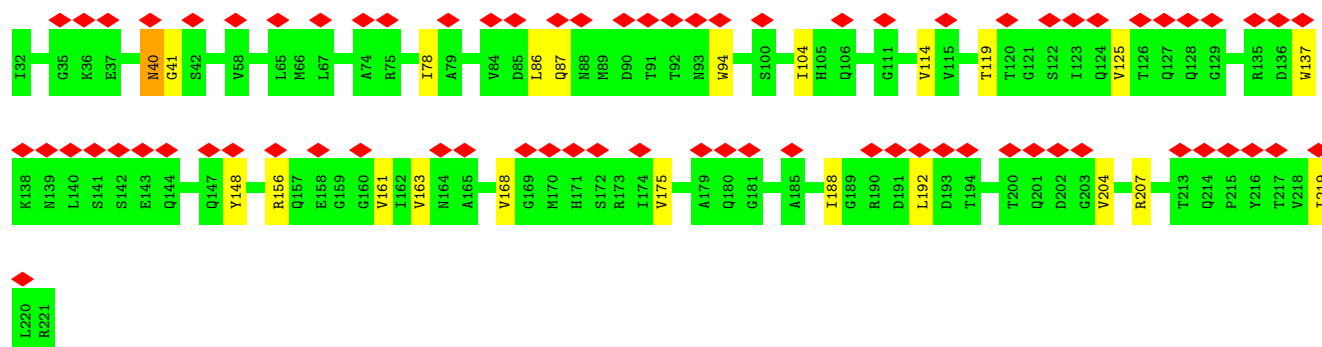 I32 G35 K36 E37 N40 G41 S42 V58 L65 M66 L67 A74 R75 I78 A79 V84 D85 L86 Q87 N88 M89 D90 T91 T92 N93 W94 S100 I104 H105 Q106 G111 V114 V115 T119 T120 G121 S122 I123 Q124 V125 T126 Q127 Q128 G129 R135 D136 W137
K138 N139 L140 S141 S142 E143 Q144 Q147 Y148 R156 Q157 E158 G159 G160 V161 I162 V163 N164 A165 V168 G169 M170 H171 S172 R173 I174 V175 A179 Q180 G181 A185 I188 G189 R190 D191 L192 D193 T194 T200 Q201 D202 G203 V204 R207 T213 Q214 P215 Y216 T217 V218 I219
L220 R221